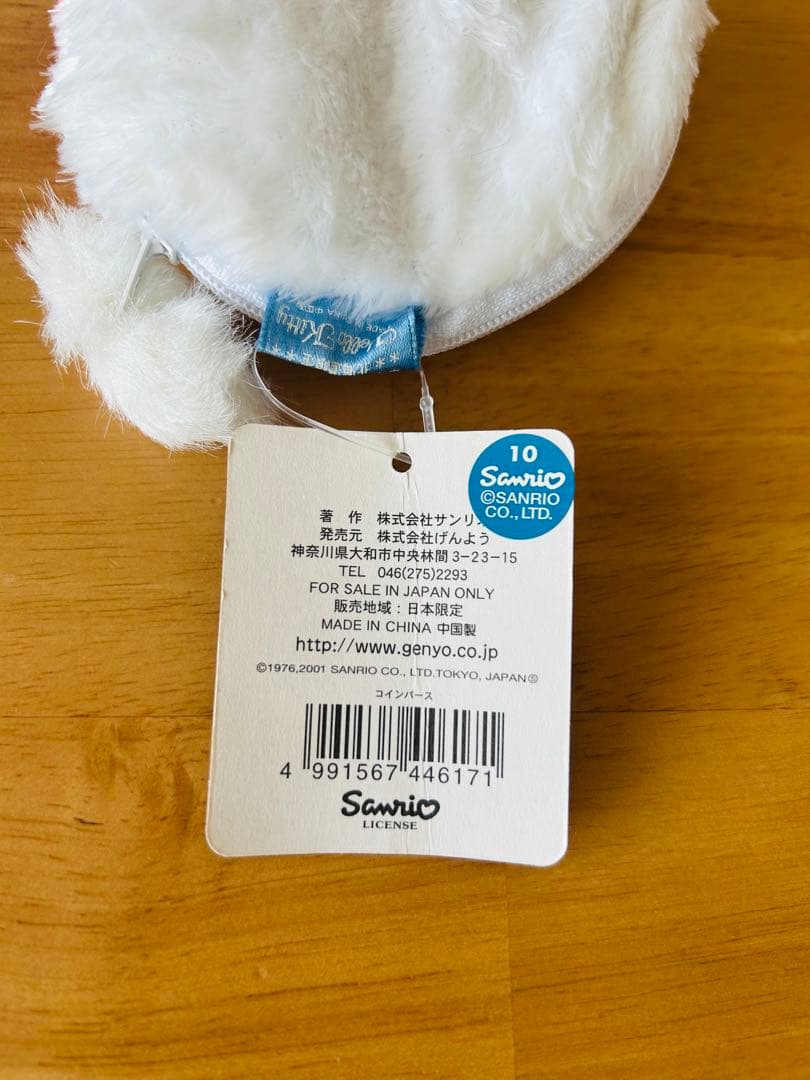 Hello Kitty
10
Sanrio
©SANRIO
CO., LTD.
著 作 株式会社サンリ
発売元 株式会社げんよう
神奈川県大和市中央林間3-23-15
TEL 046(275)2293
FOR SALE IN JAPAN ONLY
販売地域：日本限定
MADE IN CHINA 中国製
http://www.genyo.co.jp
©1976,2001 SANRIO CO., LTD.TOKYO, JAPAN Ⓢ
コインパース
4 991567 446171
Sanrio
LICENSE